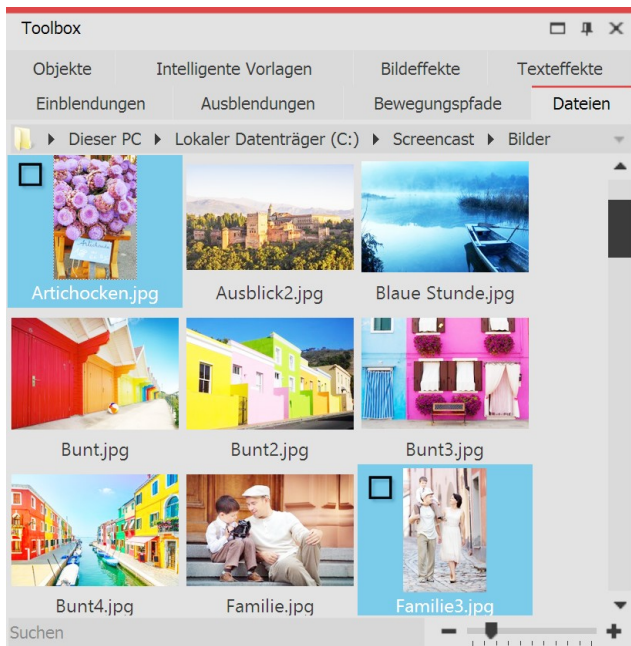 Toolbox
Objekte Intelligente Vorlagen Bildeffekte Texteffekte
Einblendungen Ausblendungen Bewegungspfade Dateien
Dieser PC Lokaler Datenträger (C:) Screencast Bilder
Artichocken.jpg Ausblick2.jpg Blaue Stunde.jpg
Bunt.jpg Bunt2.jpg Bunt3.jpg
Bunt4.jpg Familie.jpg Familie3.jpg
Suchen